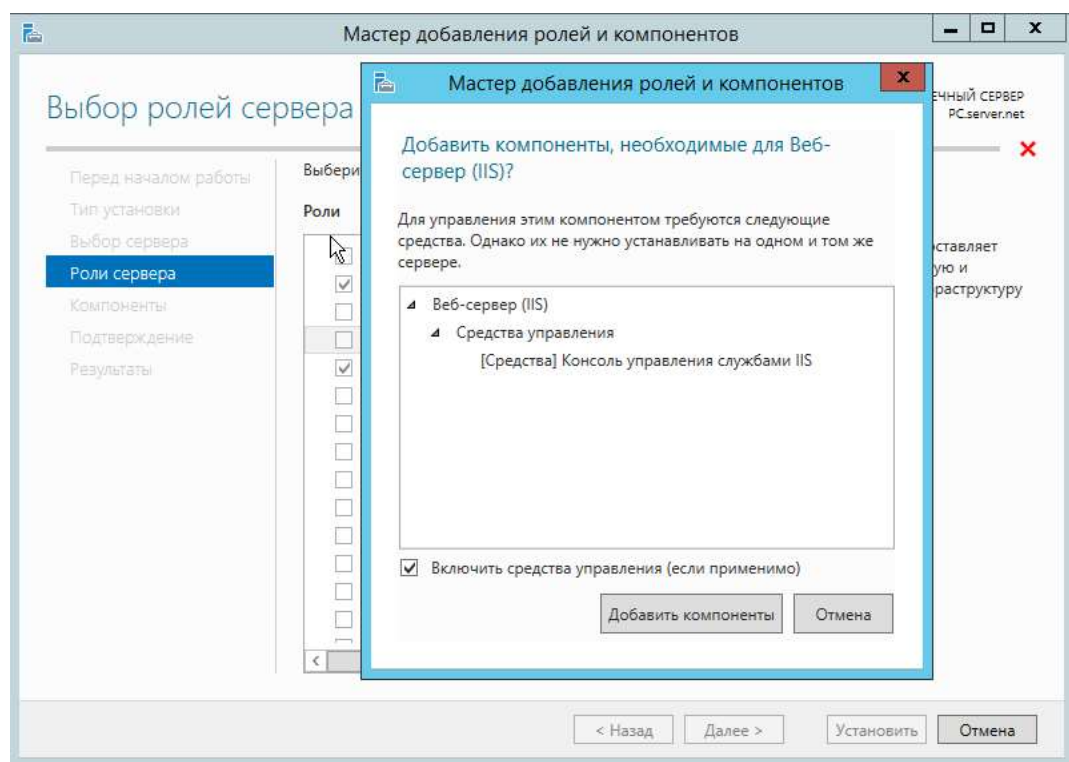 Мастер добавления ролей и компонентов
Выбор ролей сервера
ЕЧНЫЙ СЕРВЕР
PC.server.net
Перед началом работы
Тип установки
Выбор сервера
Роли сервера
Компоненты
Подтверждение
Результаты
Выбери
Роли
Мастер добавления ролей и компонентов
Добавить компоненты, необходимые для Веб-
сервер (IIS)?
Для управления этим компонентом требуются следующие
средства. Однако их не нужно устанавливать на одном и том же
сервере.
Веб-сервер (IIS)
Средства управления
[Средства] Консоль управления службами IIS
Включить средства управления (если применимо)
Добавить компоненты
Отмена
оставляет
ую и
раструктуру
< Назад
Далее >
Установить
Отмена